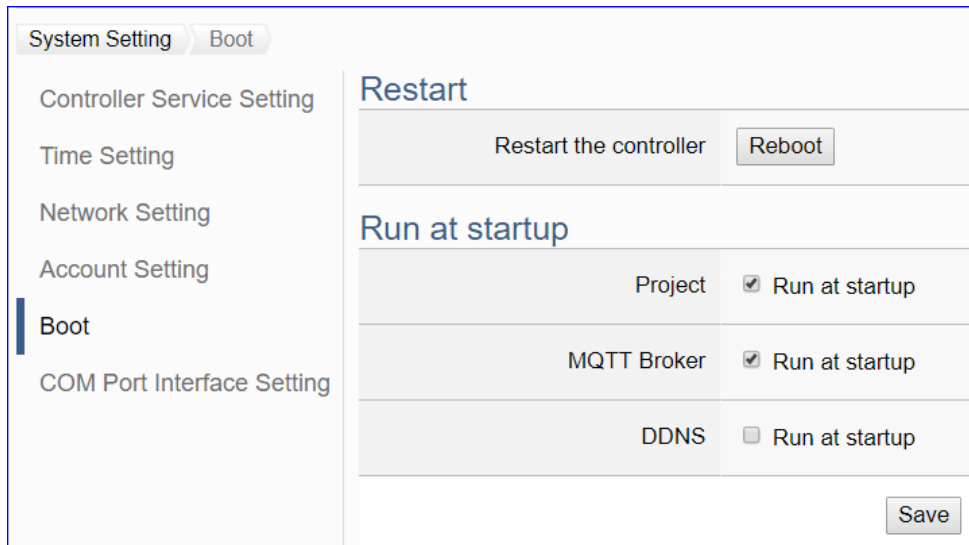 System Setting Boot
Controller Service Setting
Time Setting
Network Setting
Account Setting
Boot
COM Port Interface Setting
Restart
Restart the controller Reboot
Run at startup
Project Run at startup
MQTT Broker Run at startup
DDNS Run at startup
Save